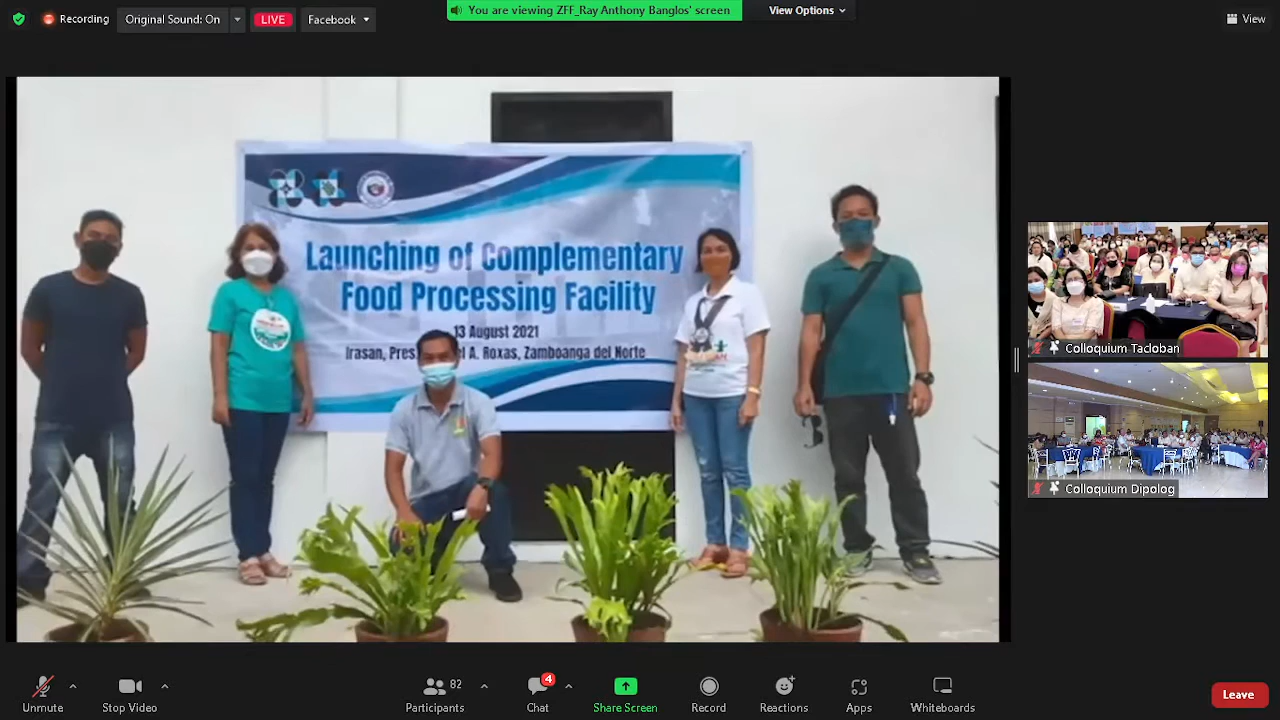 Recording
Original Sound: On
LIVE
Facebook
You are viewing ZFF_Ray Anthony Banglos' screen
View Options
View
Launching of Complementary
Food Processing Facility
13 August 2021
Irasan, Pres. A. Roxas, Zamboanga del Norte
Colloquium Tacloban
Colloquium Dipolog
Unmute
Stop Video
Participants
82
Chat
4
Share Screen
Record
Reactions
Apps
Whiteboards
Leave